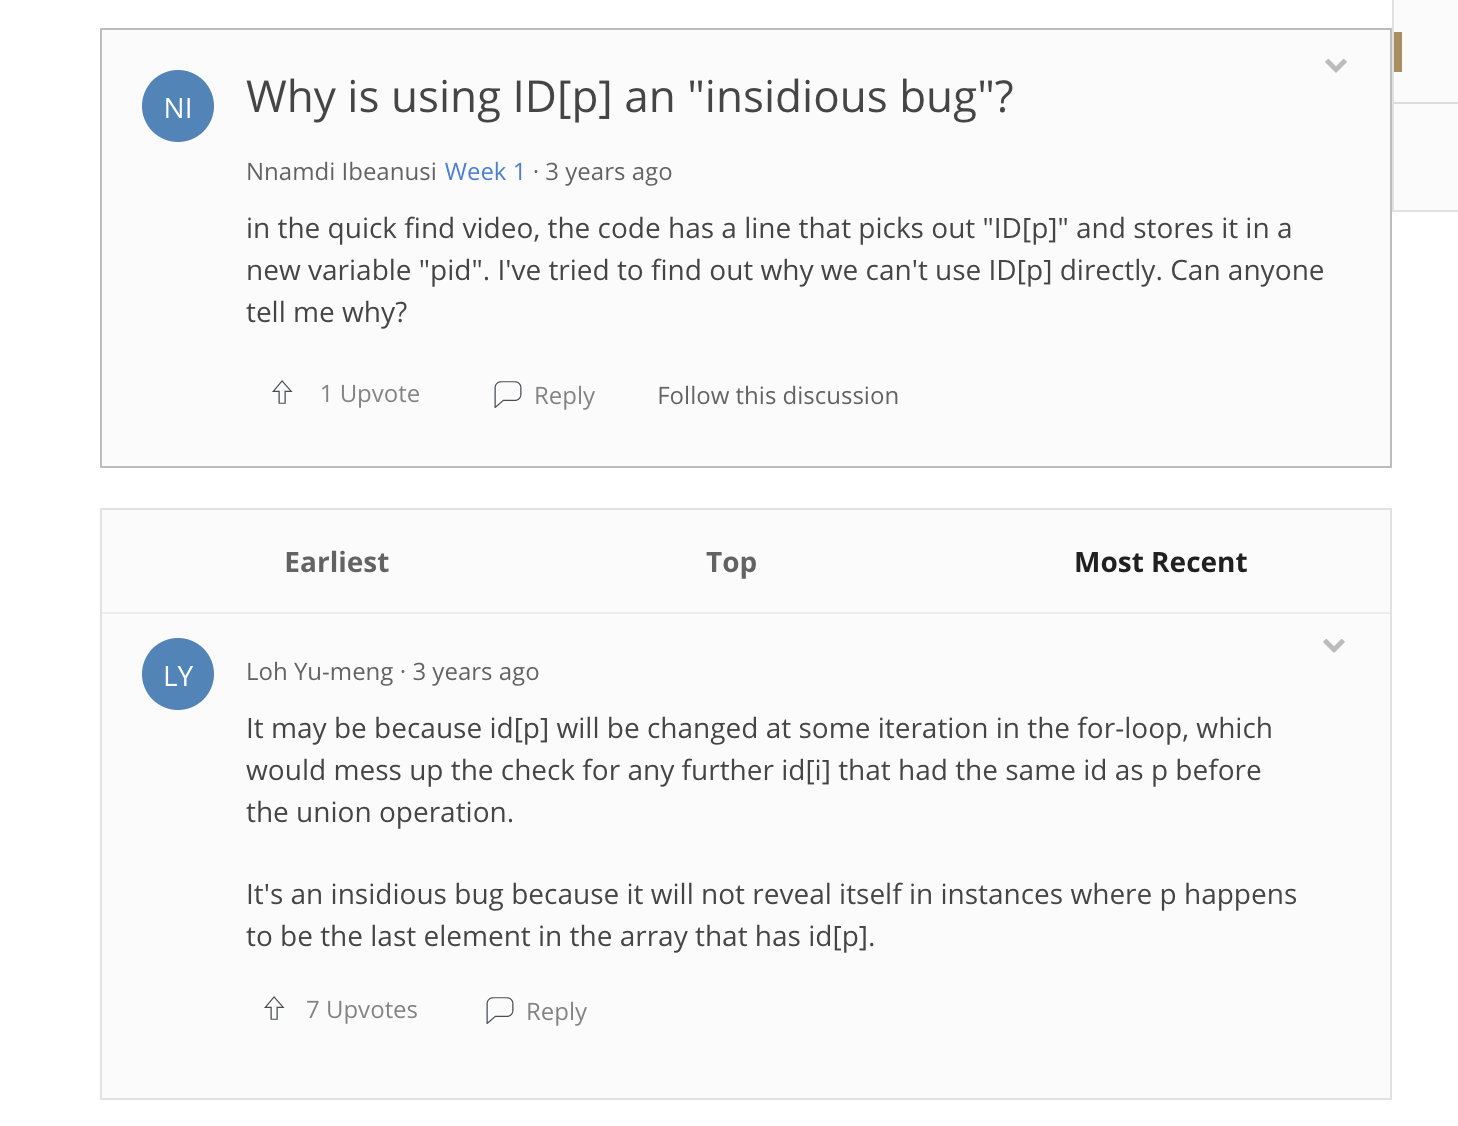 NI
Why is using ID[p] an "insidious bug"?
Nnamdi Ibeanusi Week 1 · 3 years ago
in the quick find video, the code has a line that picks out "ID[p]" and stores it in a
new variable "pid". I've tried to find out why we can't use ID[p] directly. Can anyone
tell me why?
1 Upvote Reply Follow this discussion
Earliest Top Most Recent
LY
Loh Yu-meng · 3 years ago
It may be because id[p] will be changed at some iteration in the for-loop, which
would mess up the check for any further id[i] that had the same id as p before
the union operation.
It's an insidious bug because it will not reveal itself in instances where p happens
to be the last element in the array that has id[p].
7 Upvotes Reply